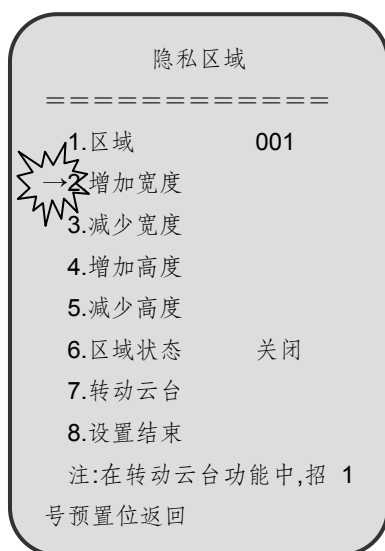 隐私区域
============
1.区域 001
→2增加宽度
3.减少宽度
4.增加高度
5.减少高度
6.区域状态 关闭
7.转动云台
8.设置结束
注:在转动云台功能中,招 1
号预置位返回